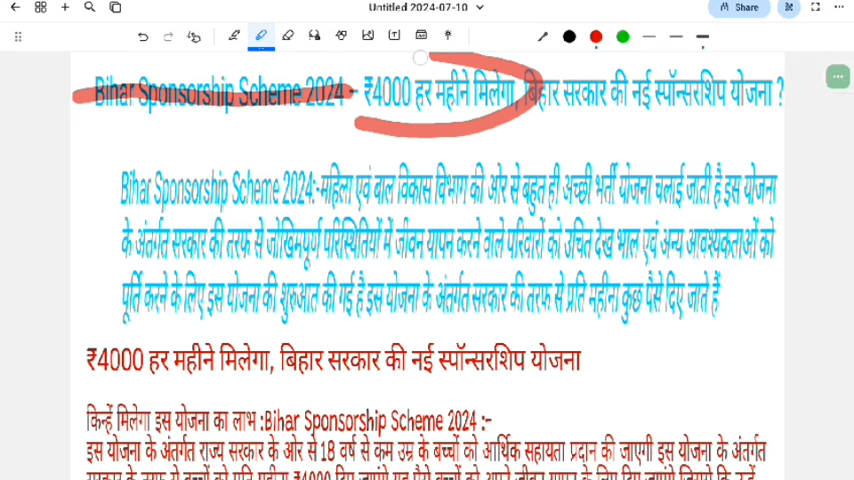 Untitled 2024-07-10
Share
Bihar Sponsorship Scheme 2024 – ₹4000 हर महीने मिलेगा, बिहार सरकार की नई स्पॉन्सरशिप योजना ?
Bihar Sponsorship Scheme 2024:-महिला एवं बाल विकास विभाग की ओर से बहुत ही अच्छी भर्ती योजना चलाई जाती है इस योजना
के अंतर्गत सरकार की तरफ से जोखिमपूर्ण परिस्थितियों में जीवन यापन करने वाले परिवारों को उचित देख भाल एवं अन्य आवश्यकताओं को
पूर्ति करने के लिए इस योजना की शुरुआत की गई है इस योजना के अंतर्गत सरकार की तरफ से प्रति महीना कुछ पैसे दिए जाते हैं
₹4000 हर महीने मिलेगा, बिहार सरकार की नई स्पॉन्सरशिप योजना
किन्हें मिलेगा इस योजना का लाभ :Bihar Sponsorship Scheme 2024 :–
इस योजना के अंतर्गत राज्य सरकार के ओर से 18 वर्ष से कम उम्र के बच्चों को आर्थिक सहायता प्रदान की जाएगी इस योजना के अंतर्गत